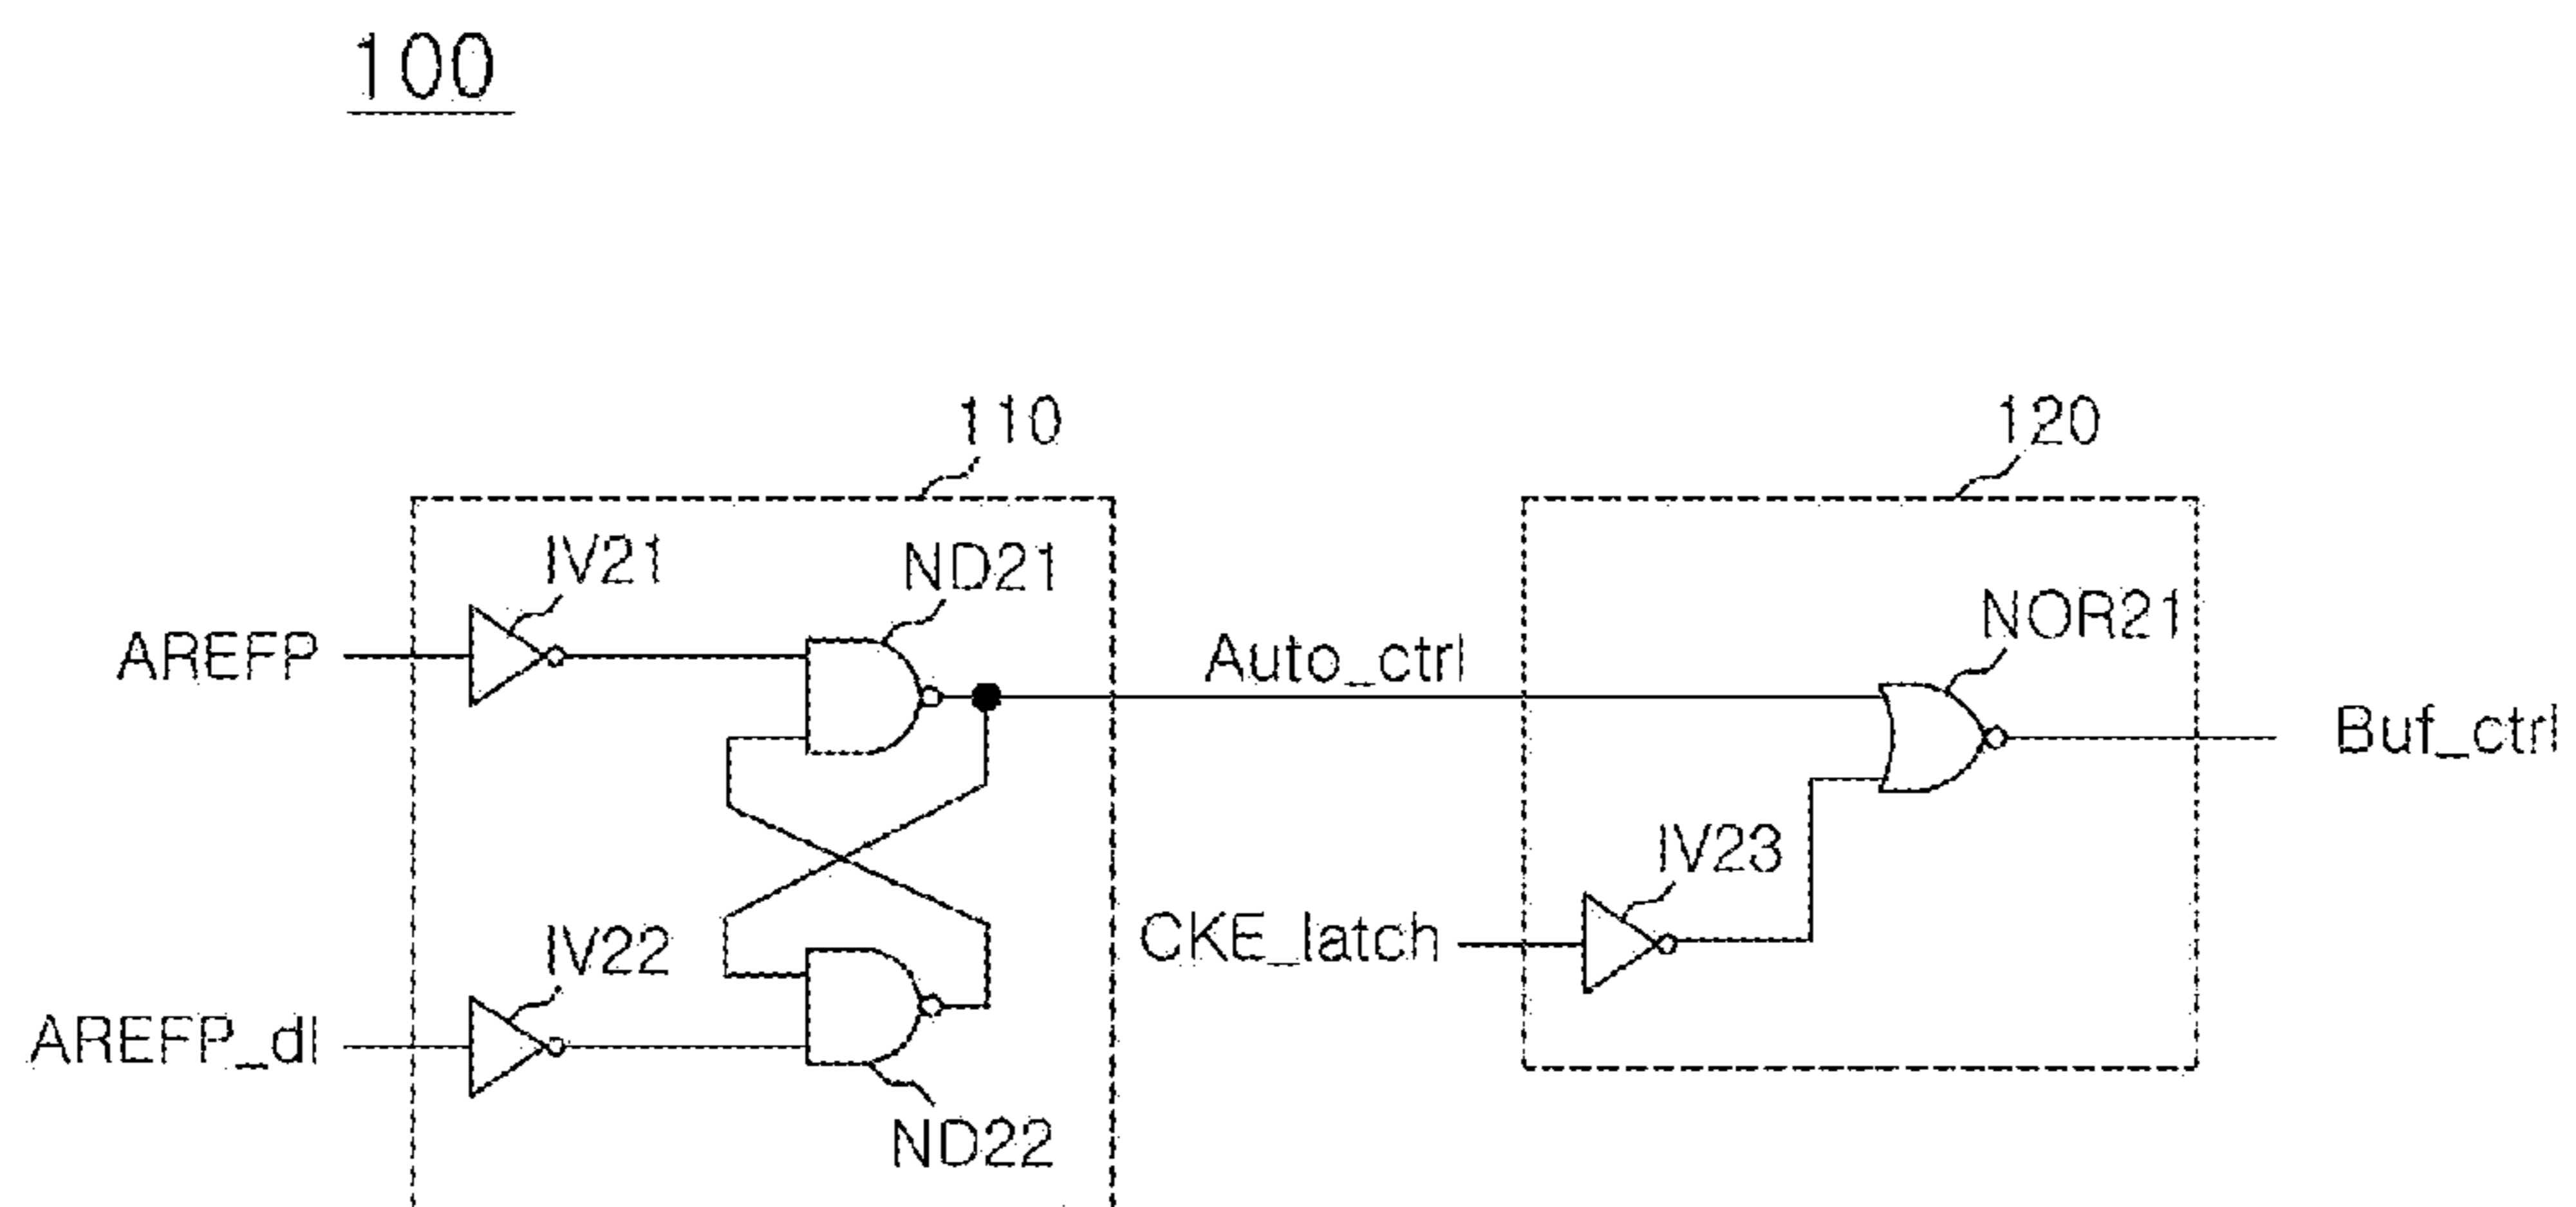 100
110
120
IV21
ND21
NOR21
AREFP
Auto_ctrl
Buf_ctrl
IV23
IV22
CKE_latch
AREFP_dl
ND22